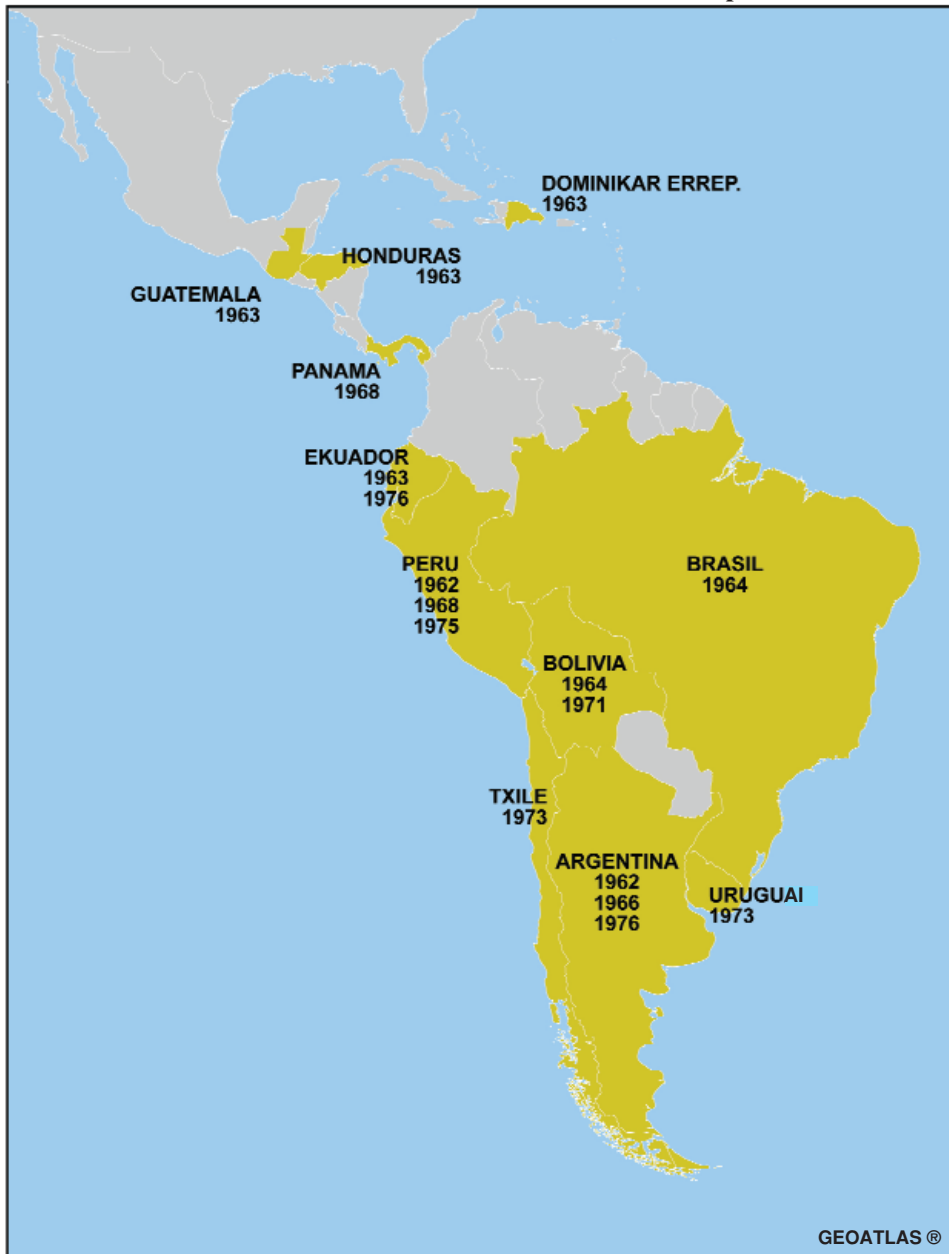 DOMINIKAR ERREP.
1963
HONDURAS
1963
GUATEMALA
1963
PANAMA
1968
EKUADOR
1963
1976
PERU
1962
1968
1975
BRASIL
1964
BOLIVIA
1964
1971
TXILE
1973
ARGENTINA
1962
1966
1976
URUGUAI
1973
GEOATLAS ®